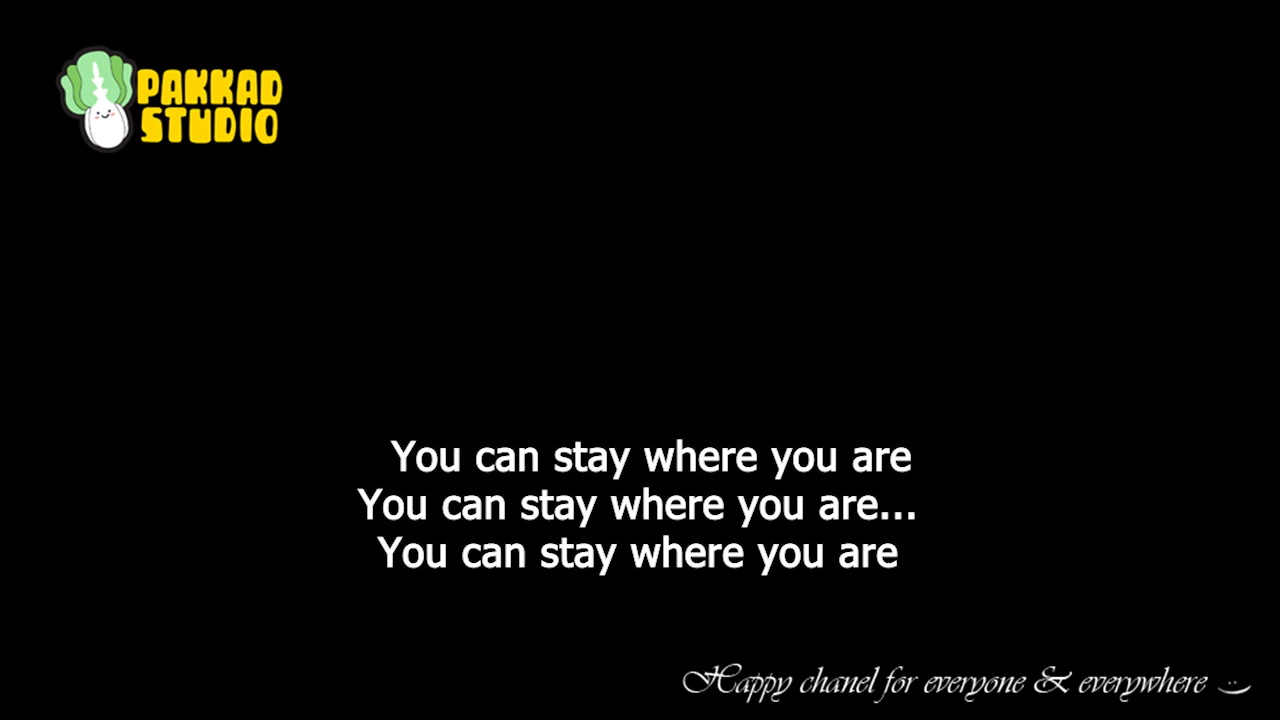 PAKKAD
STUDIO
You can stay where you are
You can stay where you are...
You can stay where you are
Happy chanel for everyone & everywhere :)